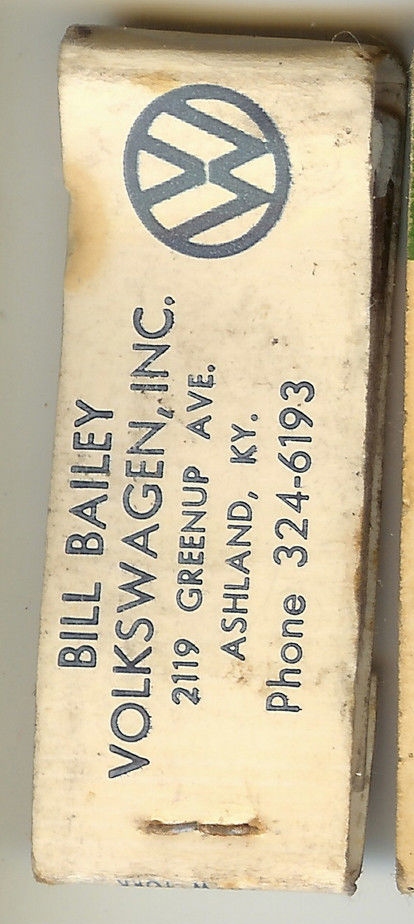 BILL BAILEY
VOLKSWAGEN, INC.
2119 GREENUP AVE.
ASHLAND, KY.
Phone 324-6193